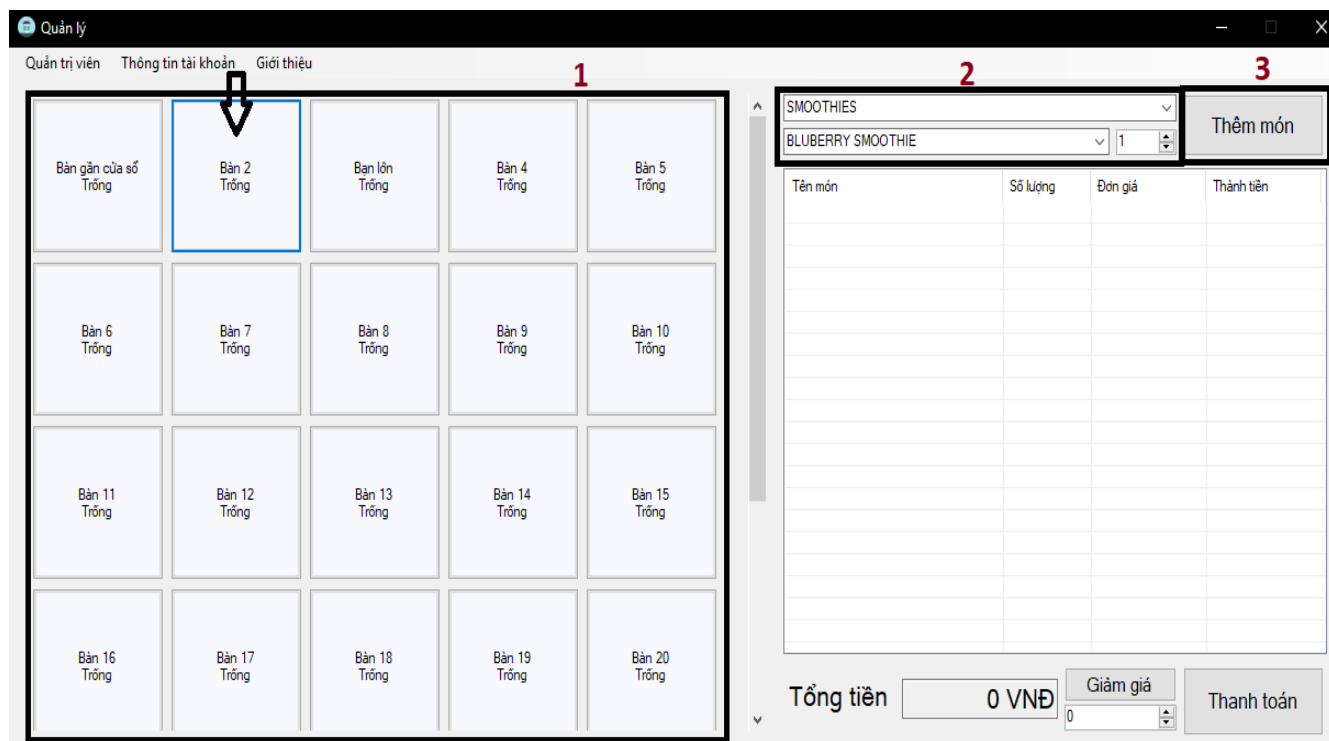 Quản lý
Quản trị viên Thông tin tài khoản Giới thiệu
1
2
3
Bàn gần cửa sổ
Trống
Bàn 2
Trống
Bạn lớn
Trống
Bàn 4
Trống
Bàn 5
Trống
Bàn 6
Trống
Bàn 7
Trống
Bàn 8
Trống
Bàn 9
Trống
Bàn 10
Trống
Bàn 11
Trống
Bàn 12
Trống
Bàn 13
Trống
Bàn 14
Trống
Bàn 15
Trống
Bàn 16
Trống
Bàn 17
Trống
Bàn 18
Trống
Bàn 19
Trống
Bàn 20
Trống
SMOOTHIES
BLUBERRY SMOOTHIE 1
Thêm món
Tên món Số lượng Đơn giá Thành tiền
Tổng tiền 0 VNĐ
Giảm giá
0
Thanh toán